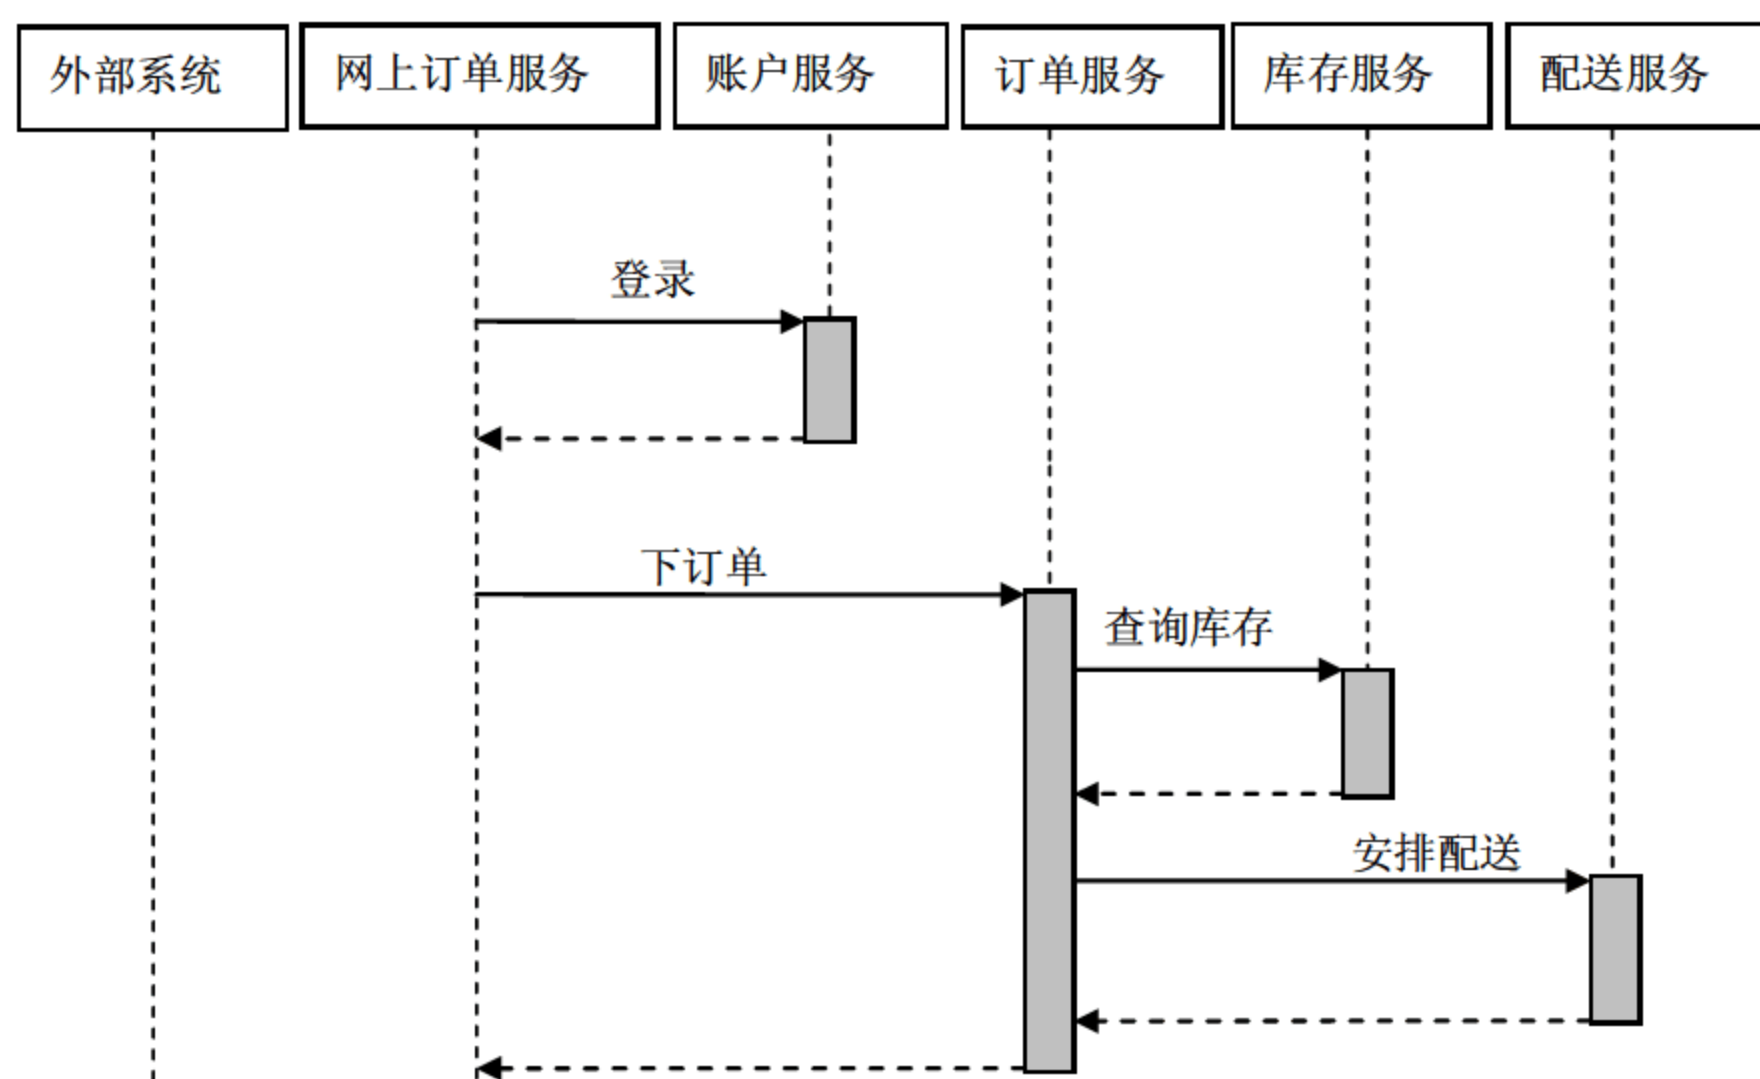 外部系统
网上订单服务
账户服务
订单服务
库存服务
配送服务
登录
下订单
查询库存
安排配送